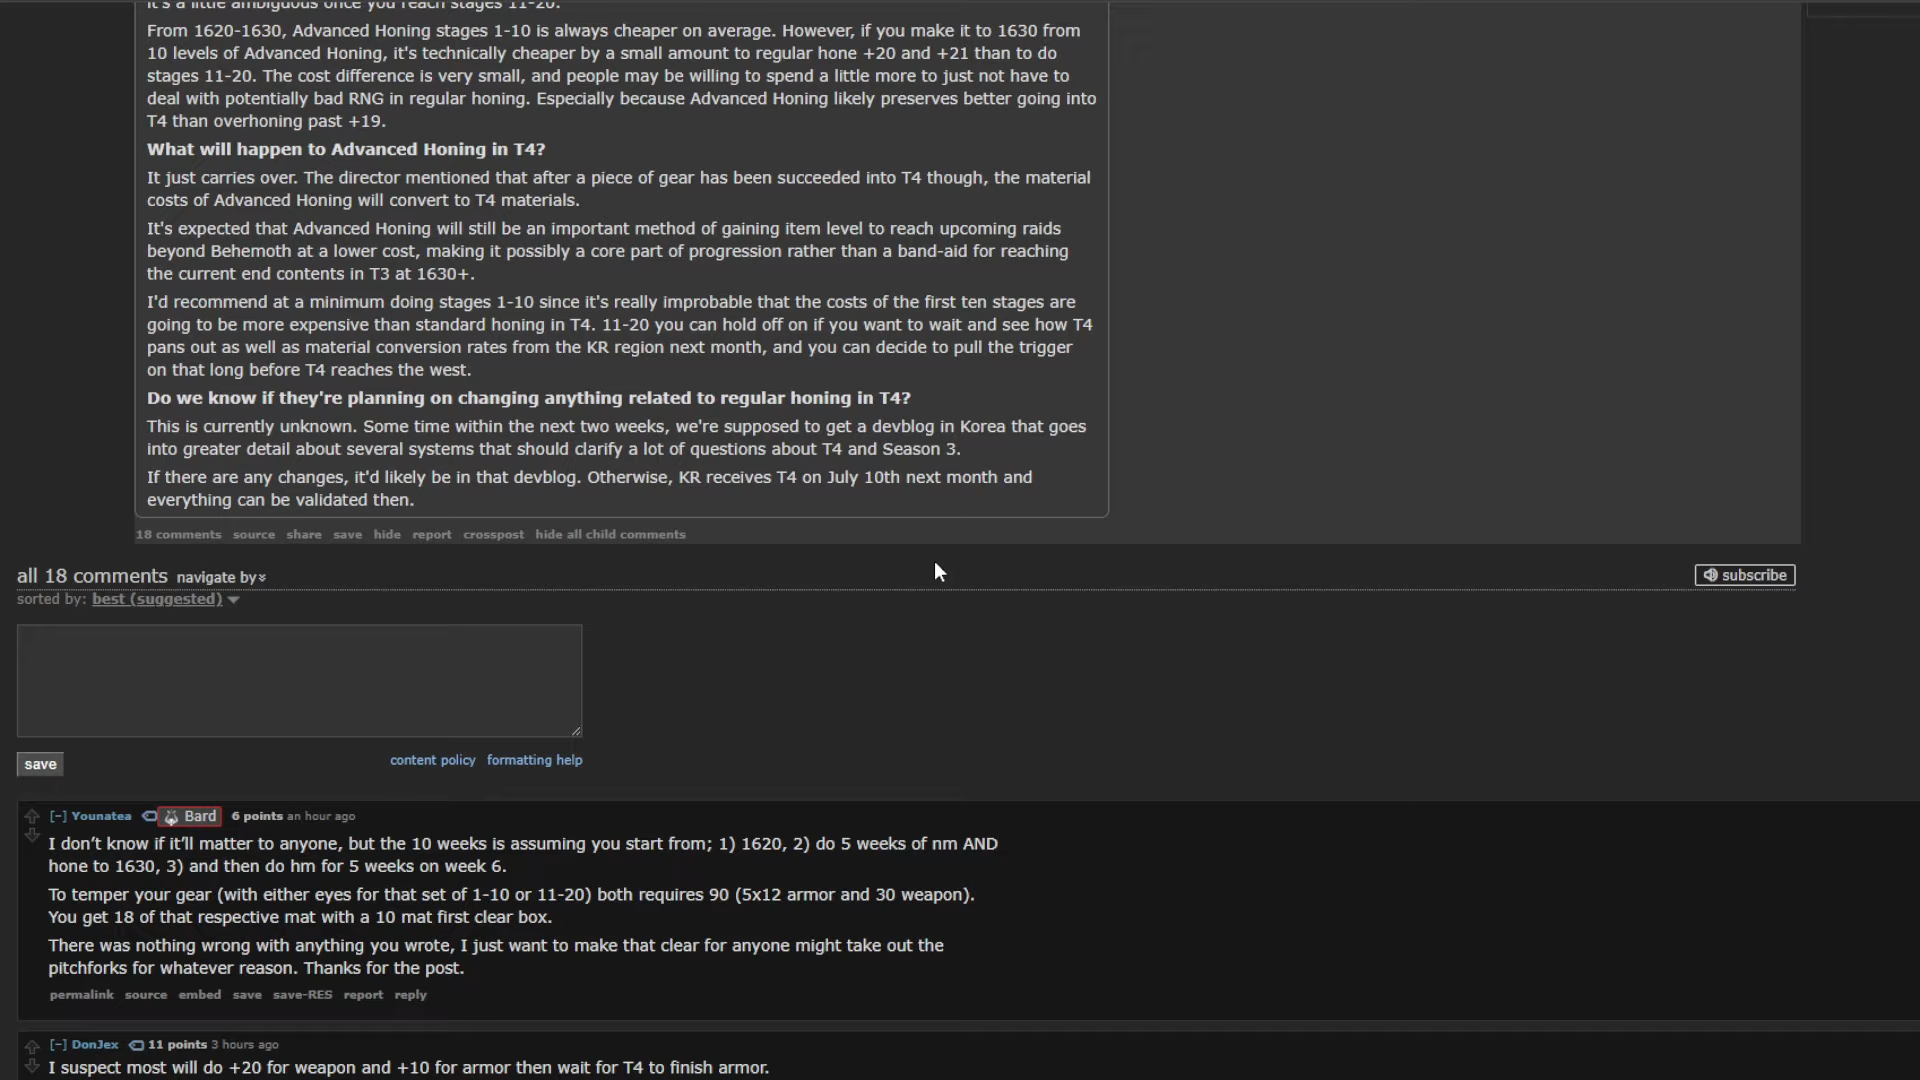 it's a little ambiguous once you reach stages 11-20.
From 1620-1630, Advanced Honing stages 1-10 is always cheaper on average. However, if you make it to 1630 from
10 levels of Advanced Honing, it's technically cheaper by a small amount to regular hone +20 and +21 than to do
stages 11-20. The cost difference is very small, and people may be willing to spend a little more to just not have to
deal with potentially bad RNG in regular honing. Especially because Advanced Honing likely preserves better going into
T4 than overhoning past +19.
What will happen to Advanced Honing in T4?
It just carries over. The director mentioned that after a piece of gear has been succeeded into T4 though, the material
costs of Advanced Honing will convert to T4 materials.
It's expected that Advanced Honing will still be an important method of gaining item level to reach upcoming raids
beyond Behemoth at a lower cost, making it possibly a core part of progression rather than a band-aid for reaching
the current end contents in T3 at 1630+.
I'd recommend at a minimum doing stages 1-10 since it's really improbable that the costs of the first ten stages are
going to be more expensive than standard honing in T4. 11-20 you can hold off on if you want to wait and see how T4
pans out as well as material conversion rates from the KR region next month, and you can decide to pull the trigger
on that long before T4 reaches the west.
Do we know if they're planning on changing anything related to regular honing in T4?
This is currently unknown. Some time within the next two weeks, we're supposed to get a devblog in Korea that goes
into greater detail about several systems that should clarify a lot of questions about T4 and Season 3.
If there are any changes, it'd likely be in that devblog. Otherwise, KR receives T4 on July 10th next month and
everything can be validated then.
18 comments source share save hide report crosspost hide all child comments
all 18 comments navigate by
subscribe
sorted by: best (suggested)
save
content policy formatting help
[-] Younatea Bard 6 points an hour ago
I don't know if it'll matter to anyone, but the 10 weeks is assuming you start from; 1) 1620, 2) do 5 weeks of nm AND
hone to 1630, 3) and then do hm for 5 weeks on week 6.
To temper your gear (with either eyes for that set of 1-10 or 11-20) both requires 90 (5x12 armor and 30 weapon).
You get 18 of that respective mat with a 10 mat first clear box.
There was nothing wrong with anything you wrote, I just want to make that clear for anyone might take out the
pitchforks for whatever reason. Thanks for the post.
permalink source embed save save-RES report reply
[-] DonJex 11 points 3 hours ago
I suspect most will do +20 for weapon and +10 for armor then wait for T4 to finish armor.